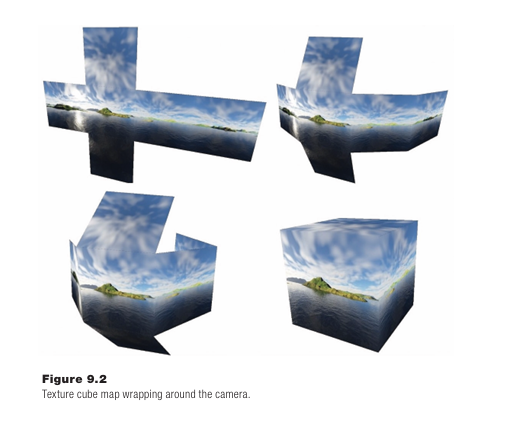 Figure 9.2
Texture cube map wrapping around the camera.